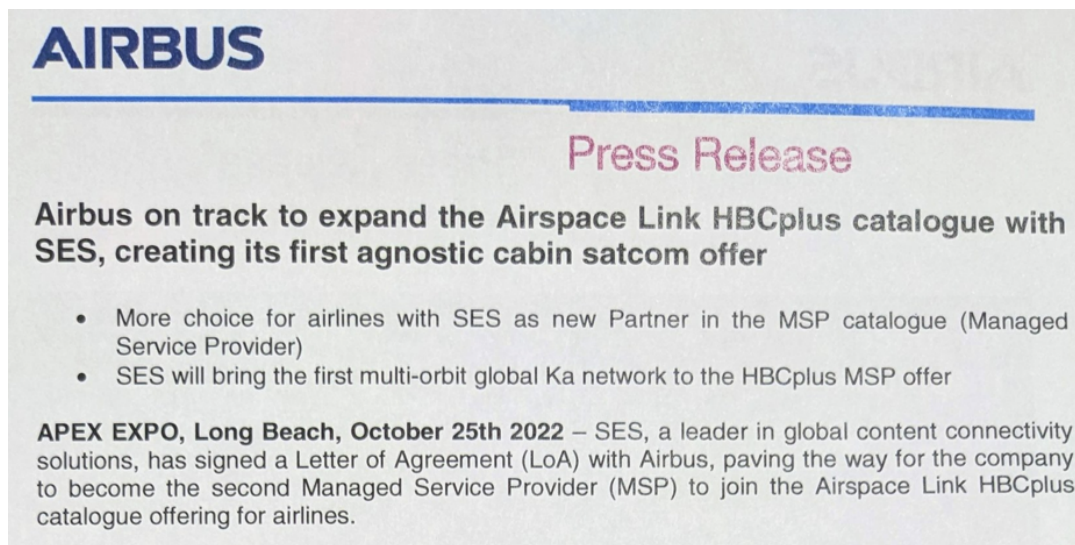 AIRBUS
Press Release
Airbus on track to expand the Airspace Link HBCplus catalogue with
SES, creating its first agnostic cabin satcom offer
• More choice for airlines with SES as new Partner in the MSP catalogue (Managed
Service Provider)
• SES will bring the first multi-orbit global Ka network to the HBCplus MSP offer
APEX EXPO, Long Beach, October 25th 2022 – SES, a leader in global content connectivity
solutions, has signed a Letter of Agreement (LoA) with Airbus, paving the way for the company
to become the second Managed Service Provider (MSP) to join the Airspace Link HBCplus
catalogue offering for airlines.